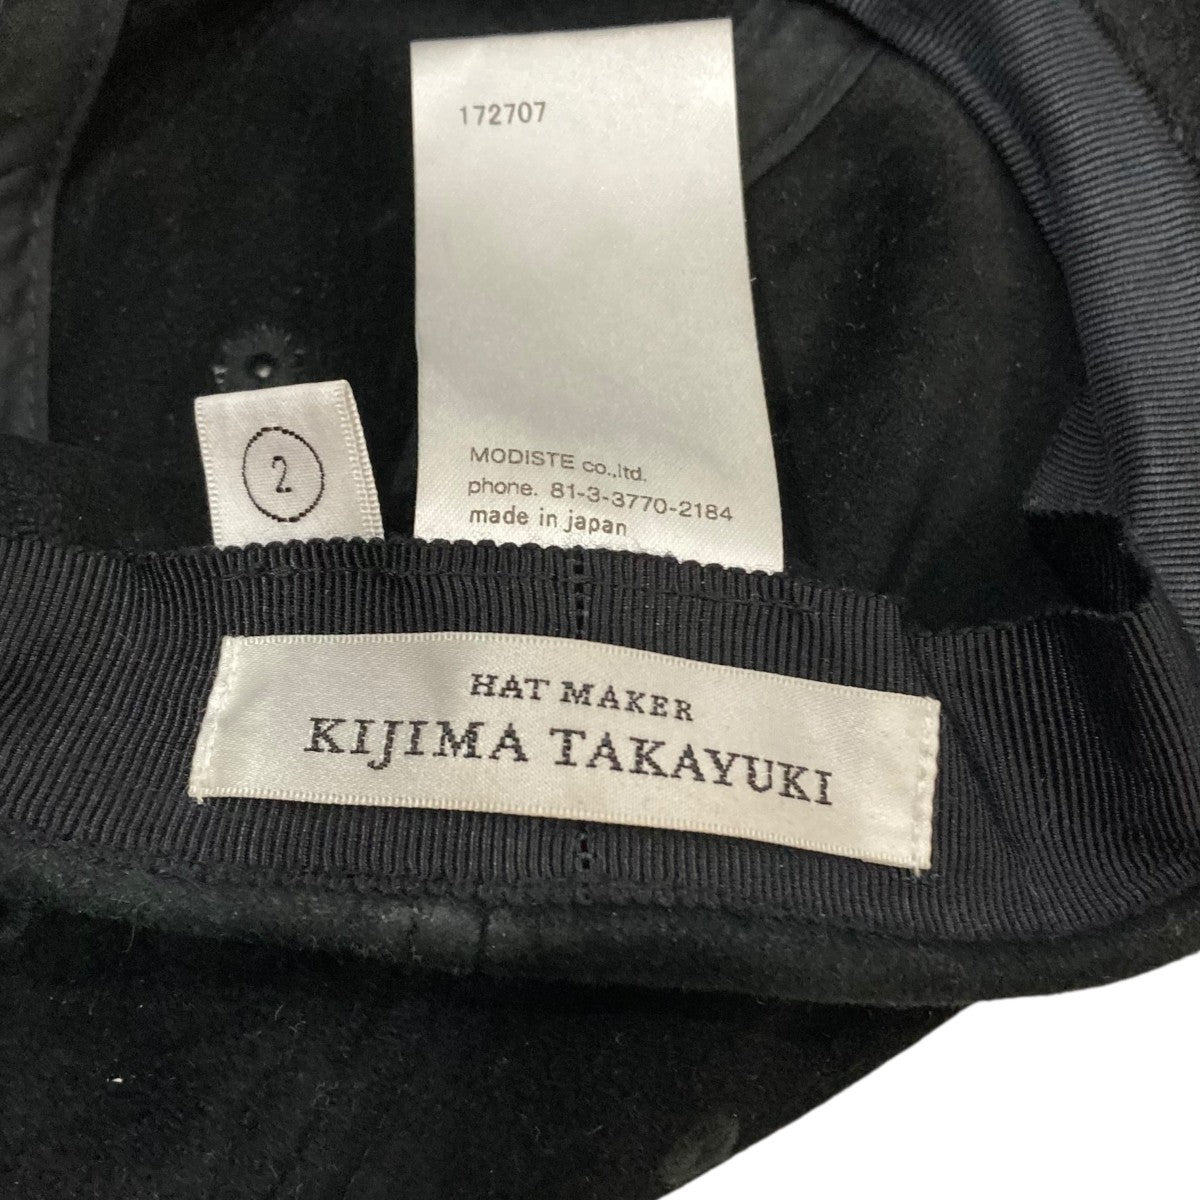 172707
MODISTE co.,ltd.
phone. 81-3-3770-2184
made in japan
2
HAT MAKER
KIJIMA TAKAYUKI